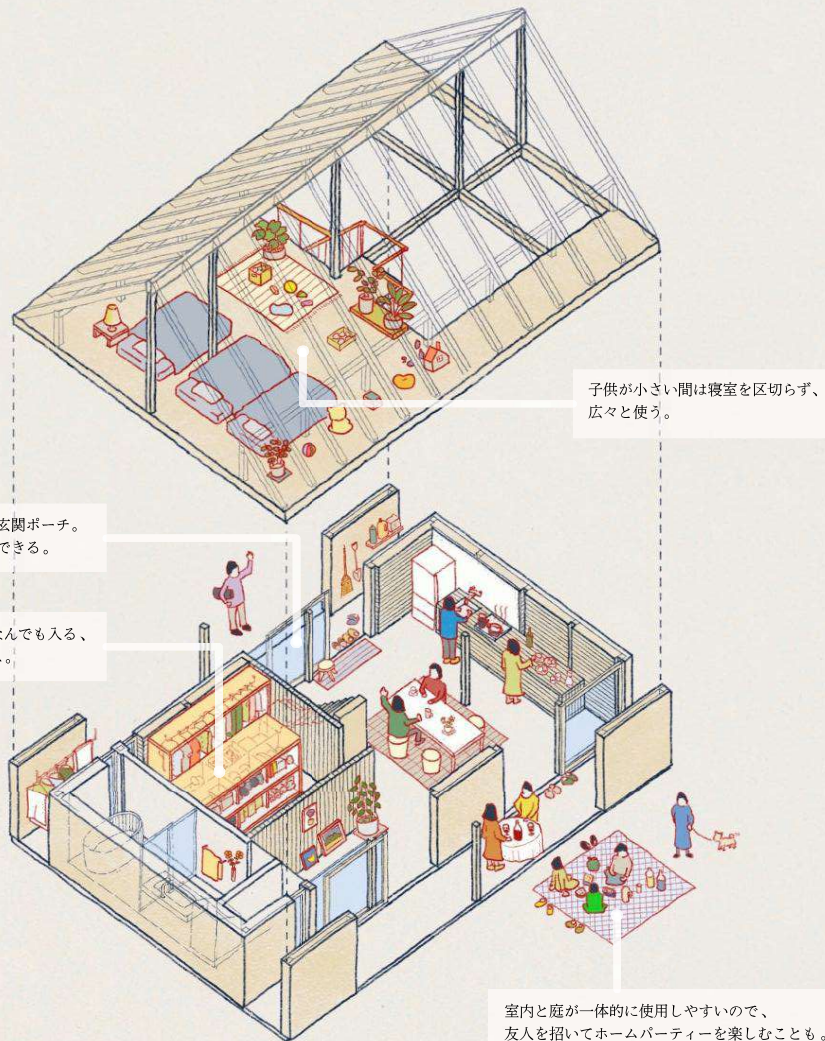 子供が小さい間は寝室を区切らず、
広々と使う。
玄関ポーチ。
できる。
なんでも入る、
室内と庭が一体的に使用しやすいので、
友人を招いてホームパーティーを楽しむことも。